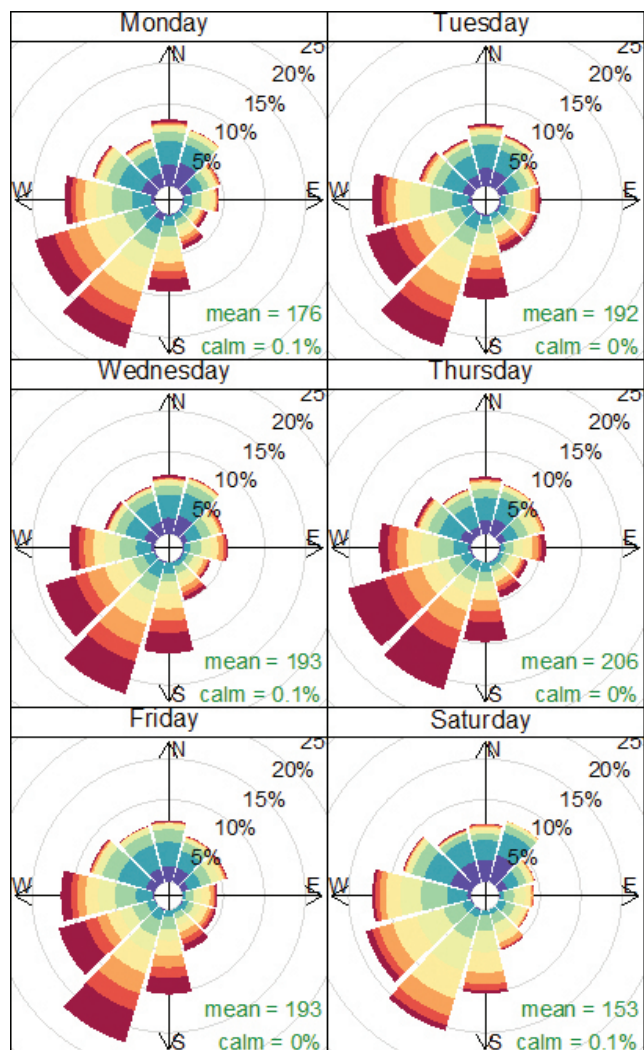 Monday
25
20%
15%
10%
5%
N
W
E
S
mean = 176
calm = 0.1%
Tuesday
25
20%
15%
10%
5%
N
W
E
S
mean = 192
calm = 0%
Wednesday
25
20%
15%
10%
5%
N
W
E
S
mean = 193
calm = 0.1%
Thursday
25
20%
15%
10%
5%
N
W
E
S
mean = 206
calm = 0%
Friday
25
20%
15%
10%
5%
N
W
E
S
mean = 193
calm = 0%
Saturday
25
20%
15%
10%
5%
N
W
E
S
mean = 153
calm = 0.1%